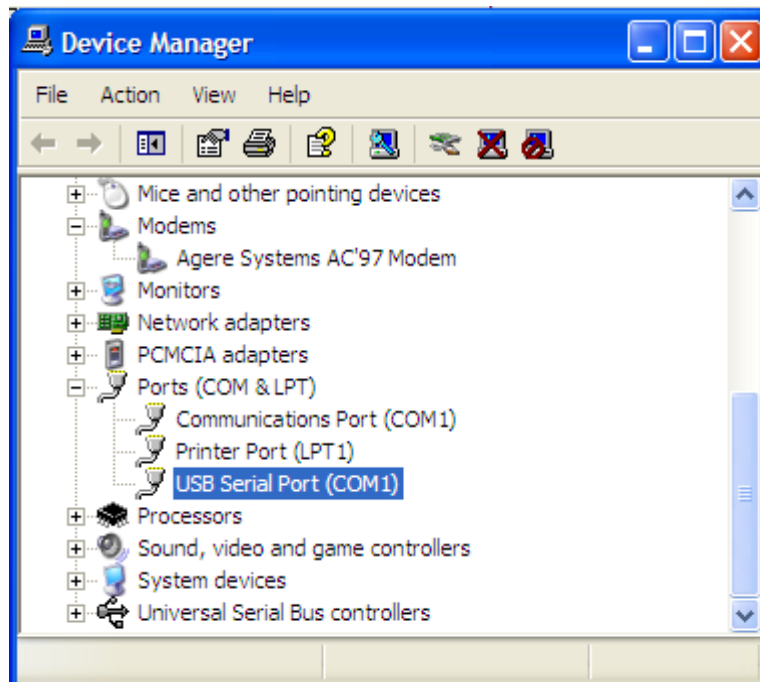 Device Manager
File Action View Help
Mice and other pointing devices
Modems
Agere Systems AC'97 Modem
Monitors
Network adapters
PCMCIA adapters
Ports (COM & LPT)
Communications Port (COM1)
Printer Port (LPT1)
USB Serial Port (COM1)
Processors
Sound, video and game controllers
System devices
Universal Serial Bus controllers